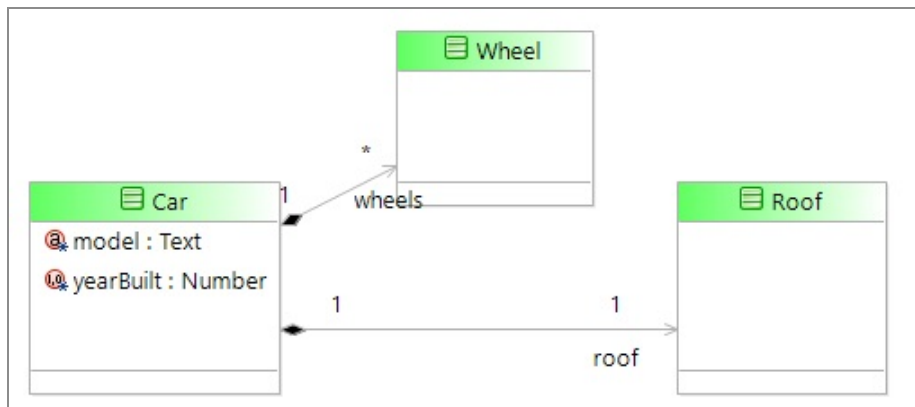 Wheel
*
1
wheels
Car
model : Text
yearBuilt : Number
Roof
1
1
roof